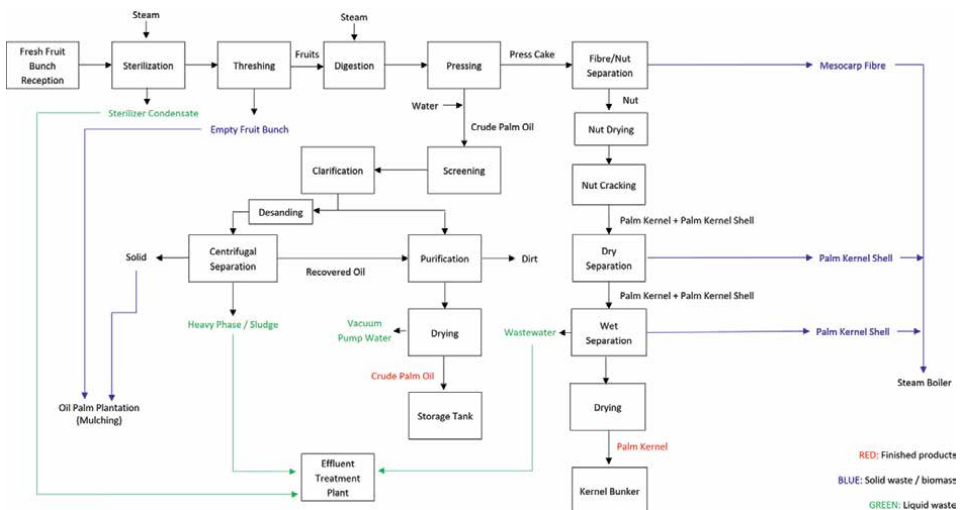 Steam
Steam
Fresh Fruit
Bunch
Reception
Sterilization
Threshing
Fruits
Digestion
Pressing
Press Cake
Fibre/Nut
Separation
Mesocarp Fibre
Sterilizer Condensate
Empty Fruit Bunch
Water
Crude Palm Oil
Nut
Nut Drying
Clarification
Screening
Nut Cracking
Desanding
Palm Kernel + Palm Kernel Shell
Solid
Centrifugal
Separation
Recovered Oil
Purification
Dirt
Dry
Separation
Palm Kernel Shell
Palm Kernel + Palm Kernel Shell
Heavy Phase / Sludge
Vacuum
Pump Water
Drying
Wastewater
Wet
Separation
Palm Kernel Shell
Crude Palm Oil
Steam Boiler
Oil Palm Plantation
(Mulching)
Storage Tank
Drying
Palm Kernel
Effluent
Treatment
Plant
Kernel Bunker
RED: Finished products
BLUE: Solid waste / biomass
GREEN: Liquid waste